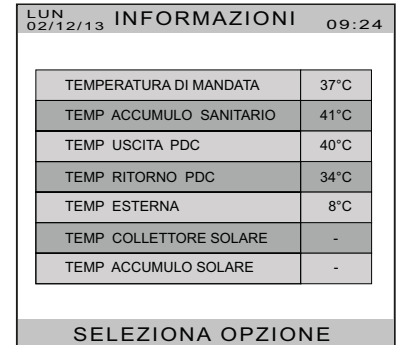 LUN
02/12/13 INFORMAZIONI 09:24
TEMPERATURA DI MANDATA 37°C
TEMP ACCUMULO SANITARIO 41°C
TEMP USCITA PDC 40°C
TEMP RITORNO PDC 34°C
TEMP ESTERNA 8°C
TEMP COLLETTORE SOLARE -
TEMP ACCUMULO SOLARE -
SELEZIONA OPZIONE